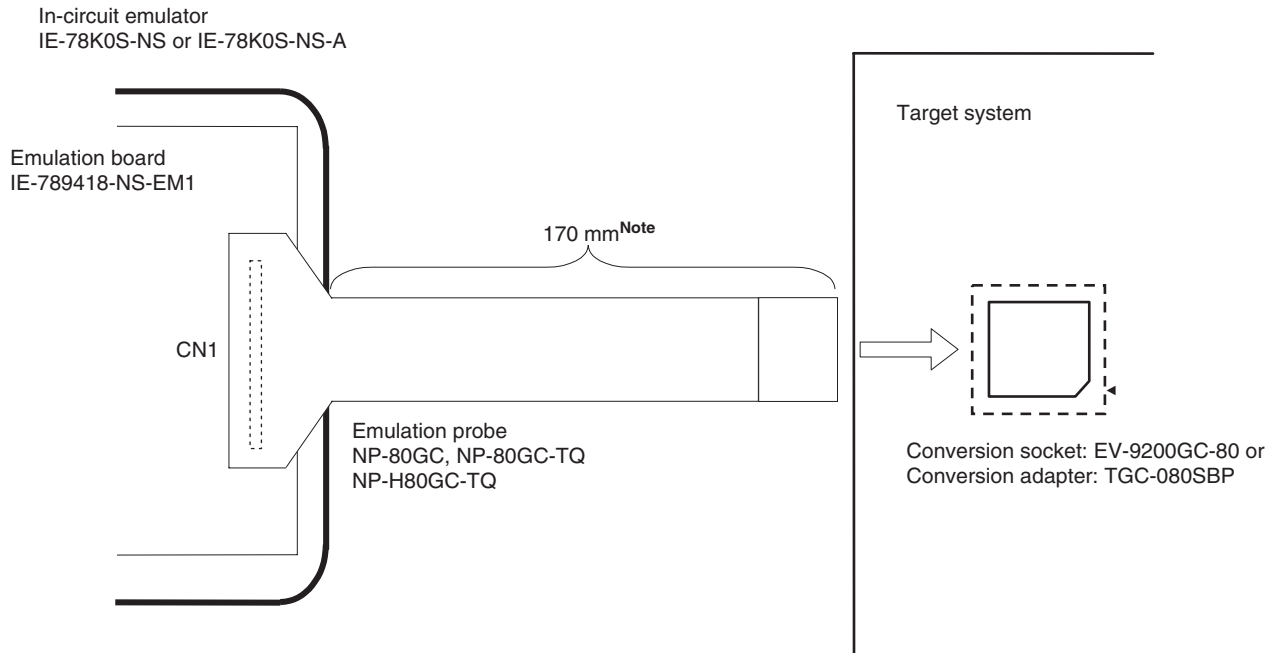 In-circuit emulator
IE-78K0S-NS or IE-78K0S-NS-A
Target system
Emulation board
IE-789418-NS-EM1
170 mmNote
CN1
Emulation probe
NP-80GC, NP-80GC-TQ
NP-H80GC-TQ
Conversion socket: EV-9200GC-80 or
Conversion adapter: TGC-080SBP